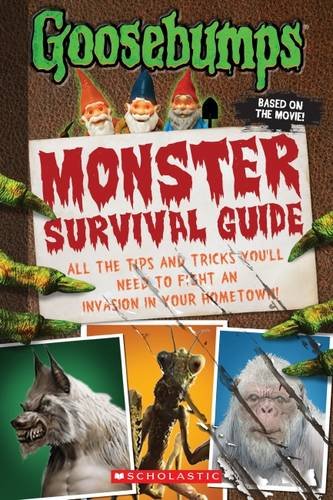 Goosebumps
BASED ON
THE MOVIE!
MONSTER
SURVIVAL GUIDE
ALL THE TIPS AND TRICKS YOU'LL
NEED TO FIGHT AN
INVASION IN YOUR HOMETOWN!
SCHOLASTIC